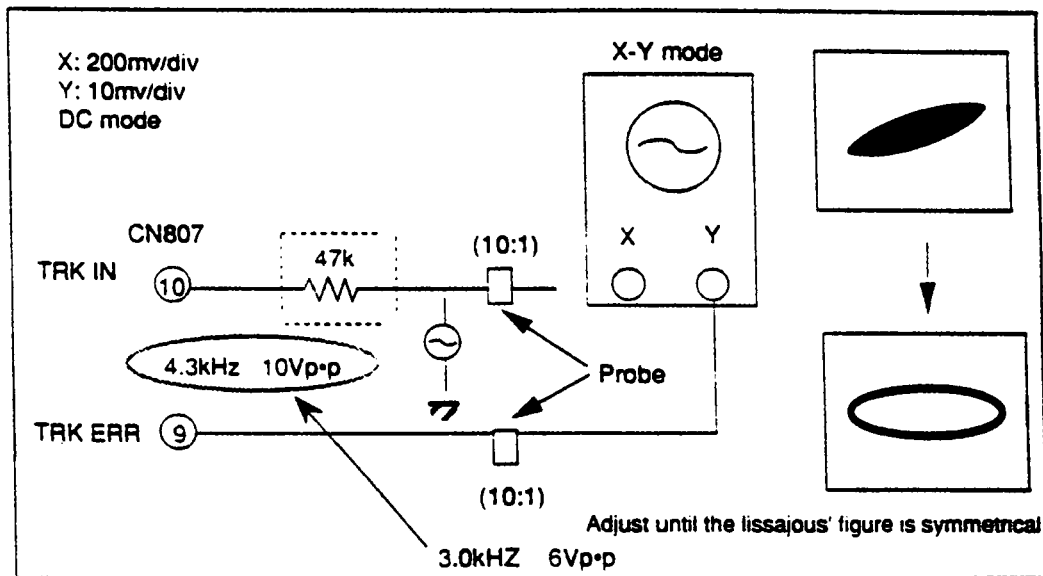 X: 200mv/div
Y: 10mv/div
DC mode
X-Y mode
X Y
CN807
TRK IN
10
47k
(10:1)
4.3kHz 10Vp•p
Probe
TRK ERR
9
(10:1)
Adjust until the lissajous' figure is symmetrical
3.0kHZ 6Vp•p